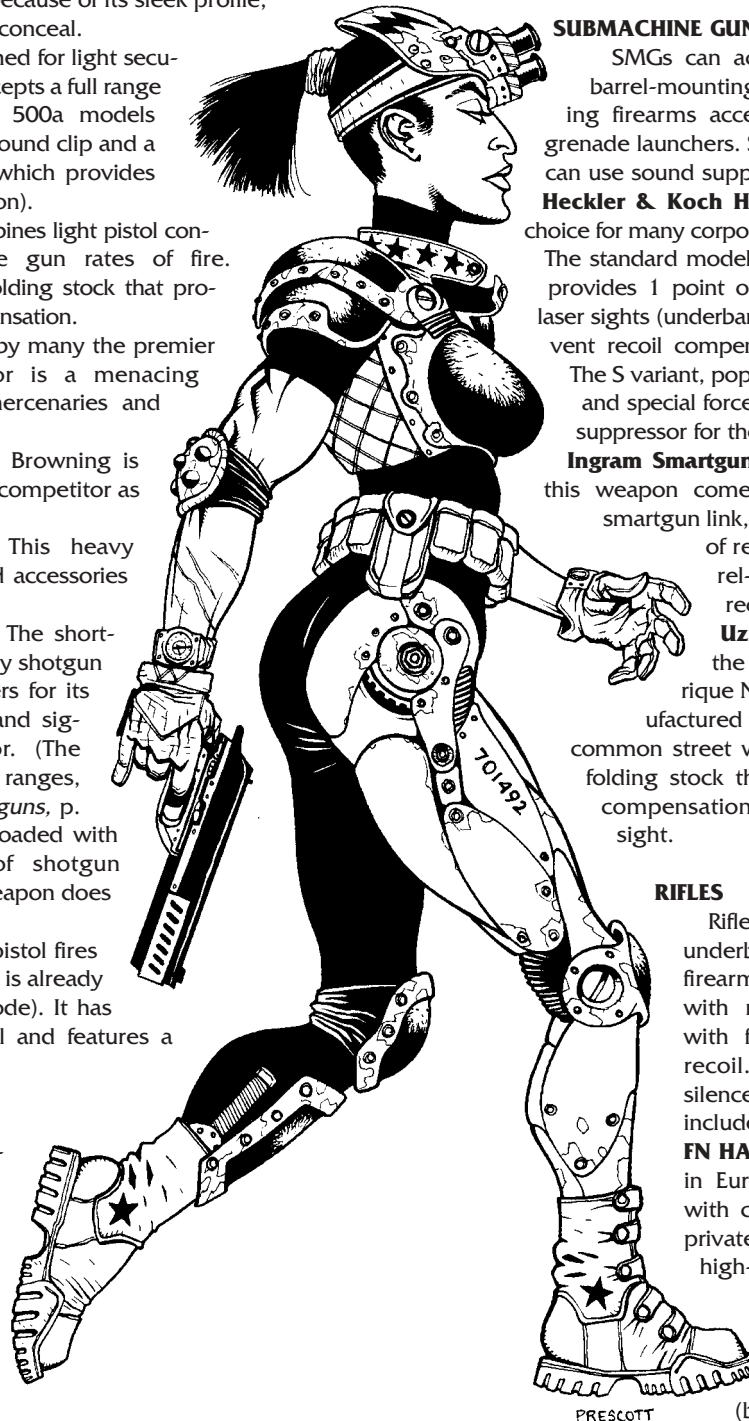 because of its sleek profile,
conceal.
ned for light secu-
cepts a full range
500a models
ound clip and a
which provides
on).
bines light pistol con-
e gun rates of fire.
olding stock that pro-
ensation.
by many the premier
or is a menacing
mercenaries and
Browning is
competitor as
This heavy
H accessories
The short-
y shotgun
ers for its
and sig-
or. (The
ranges,
guns, p.
oaded with
of shotgun
eapon does
pistol fires
is already
ode). It has
l and features a
-
SUBMACHINE GUN
SMGs can ac
barrel-mounting
ing firearms acce
grenade launchers. S
can use sound supp
Heckler & Koch H
choice for many corpo
The standard model
provides 1 point o
laser sights (underbar
vent recoil compen
The S variant, pop
and special force
suppressor for the
Ingram Smartgun
this weapon come
smartgun link,
of re
rel-
rec
Uz
the
rique N
ufactured
common street v
folding stock th
compensation
sight.
RIFLES
Rifle
underb
firearm
with r
with f
recoil.
silence
include
FN HA
in Eur
with c
private
high-
(b
701492
PRESCOTT